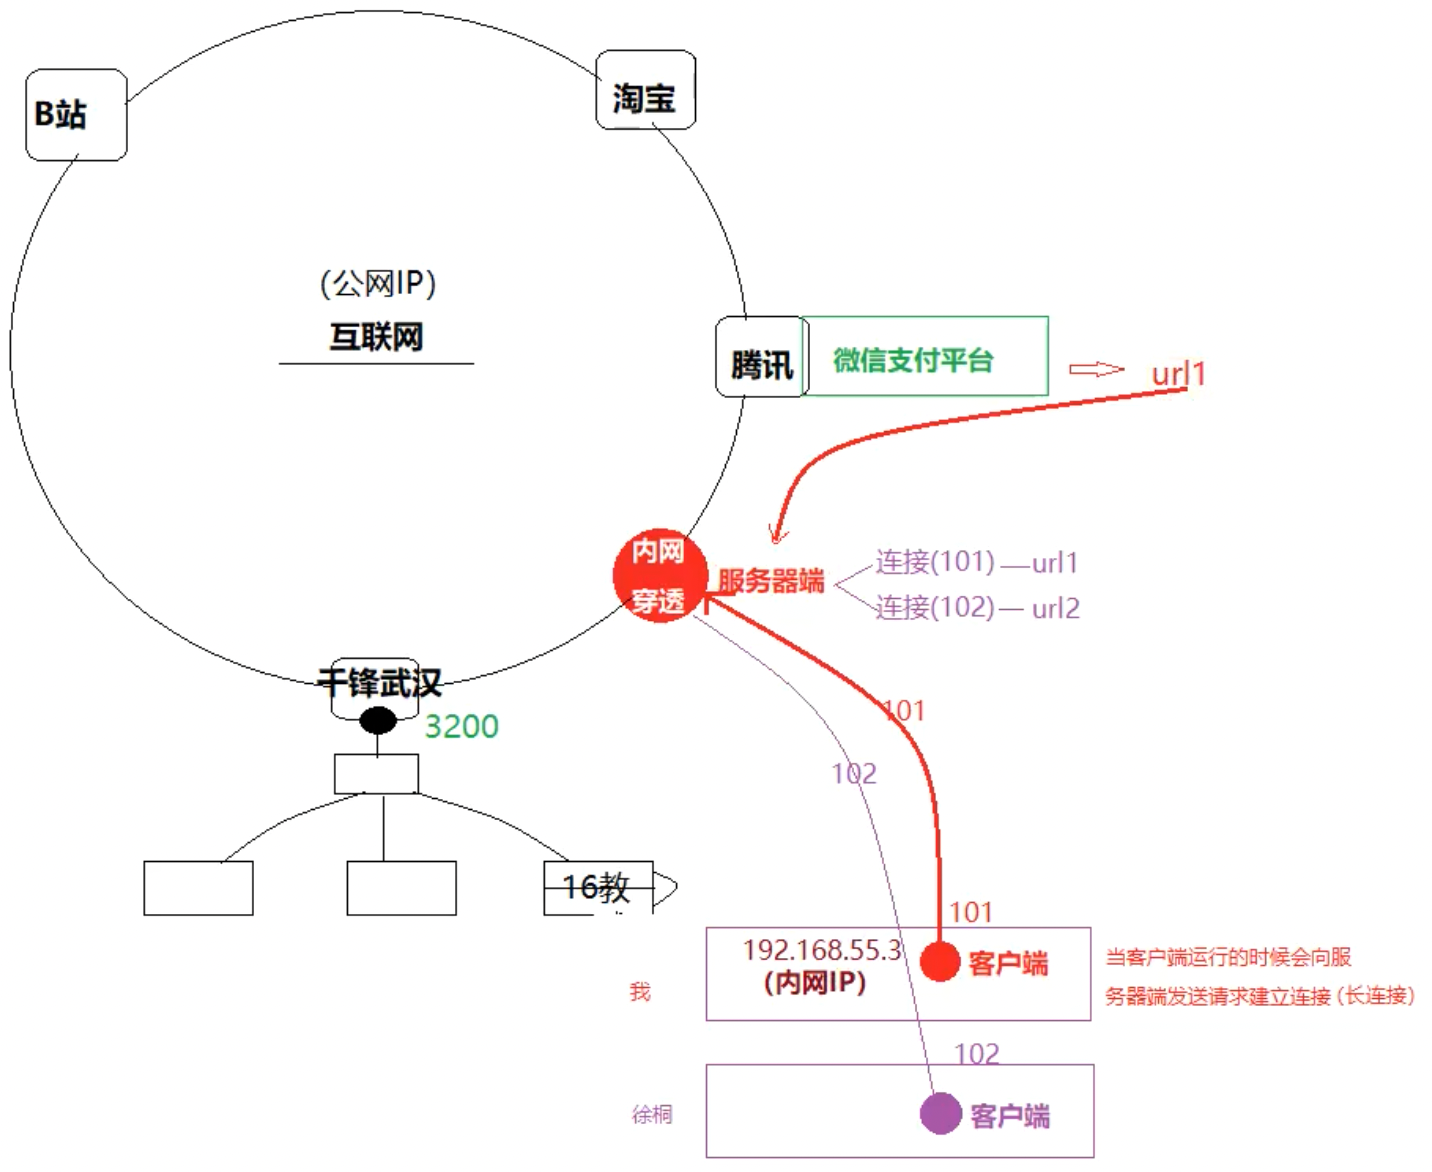 B站
淘宝
(公网IP)
互联网
腾讯
微信支付平台
url1
内网
穿透
服务器端
连接(101)
url1
连接(102)
url2
千锋武汉
3200
101
102
16教
101
192.168.55.3
(内网IP)
客户端
我
当客户端运行的时候会向服
务器端发送请求建立连接(长连接)
102
徐桐
客户端